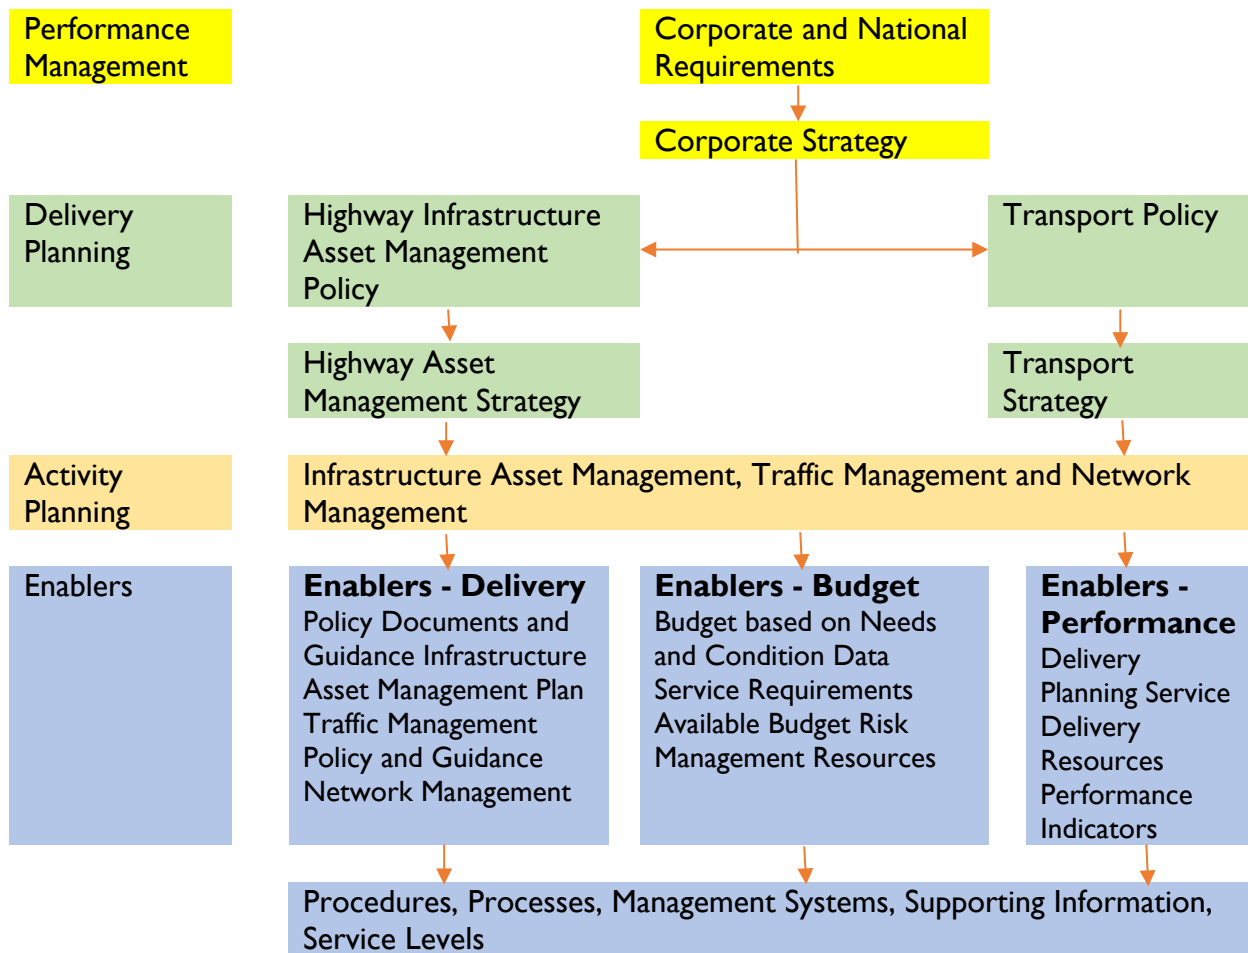 Performance
Management
Corporate and National
Requirements
Corporate Strategy
Delivery
Planning
Highway Infrastructure
Asset Management
Policy
Transport Policy
Highway Asset
Management Strategy
Transport
Strategy
Activity
Planning
Infrastructure Asset Management, Traffic Management and Network
Management
Enablers
Enablers - Delivery
Policy Documents and
Guidance Infrastructure
Asset Management Plan
Traffic Management
Policy and Guidance
Network Management
Enablers - Budget
Budget based on Needs
and Condition Data
Service Requirements
Available Budget Risk
Management Resources
Enablers -
Performance
Delivery
Planning Service
Delivery
Resources
Performance
Indicators
Procedures, Processes, Management Systems, Supporting Information,
Service Levels